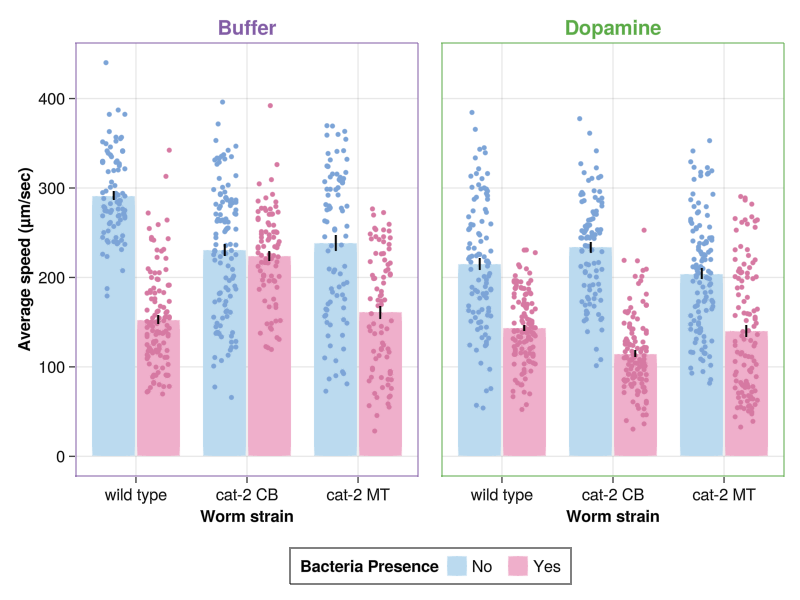 Buffer
Dopamine
Average speed (µm/sec)
400
300
200
100
0
wild type
cat-2 CB
cat-2 MT
wild type
cat-2 CB
cat-2 MT
Worm strain
Worm strain
Bacteria Presence
No
Yes